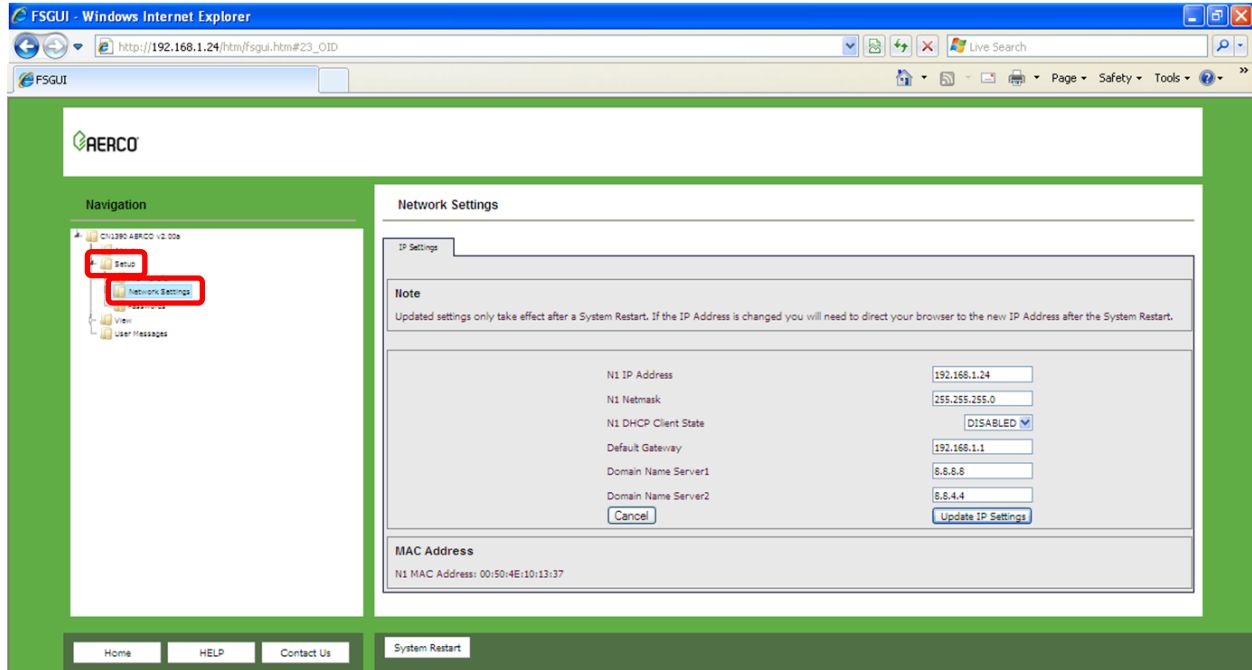 FSGUI - Windows Internet Explorer
http://192.168.1.24/htm/fsgui.htm#23_OID
Live Search
FSGUI
Page Safety Tools
AERCO
Navigation
CN1390 AERCO v2.00a
Setup
Network Settings
Passwords
View
User Messages
Network Settings
IP Settings
Note
Updated settings only take effect after a System Restart. If the IP Address is changed you will need to direct your browser to the new IP Address after the System Restart.
N1 IP Address 192.168.1.24
N1 Netmask 255.255.255.0
N1 DHCP Client State DISABLED
Default Gateway 192.168.1.1
Domain Name Server1 8.8.8.8
Domain Name Server2 8.8.4.4
Cancel Update IP Settings
MAC Address
N1 MAC Address: 00:50:4E:10:13:37
Home HELP Contact Us System Restart